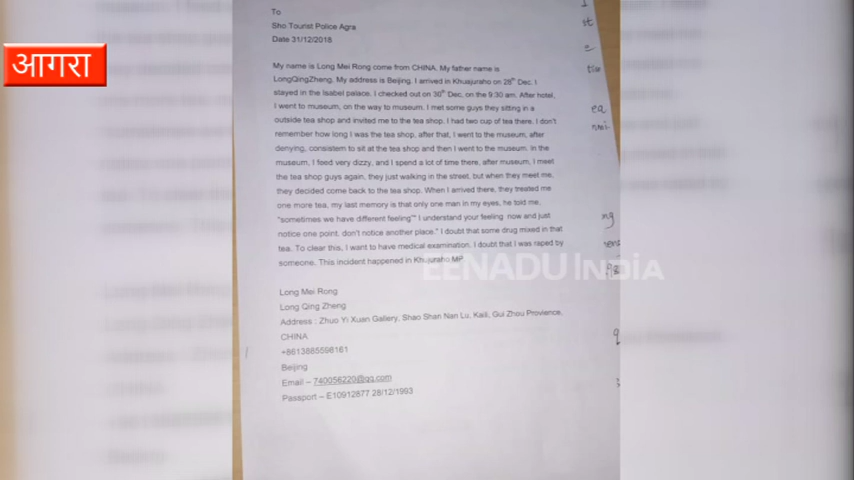 आगरा
To
Sho.Tourist Police Agra
Date 31/12/2018
My name is Long Mei Rong come from CHINA. My father name is
LongQingZheng. My address is Beijing. I arrived in Khuajuraho on 28th Dec. I
stayed in the Isabel palace. I checked out on 30th Dec. on the 9:30 am. After hotel,
I went to museum, on the way to museum. I met some guys they sitting in a
outside tea shop and invited me to the tea shop. I had two cup of tea there. I don't
remember how long I was the tea shop, after that, I went to the museum, after
denying, consistem to sit at the tea shop and then I went to the museum. In the
museum, I feed very dizzy, and I spend a lot of time there, after museum, I meet
the tea shop guys again, they just walking in the street, but when they meet me,
they decided come back to the tea shop. When I arrived there, they treated me
one more tea, my last memory is that only one man in my eyes, he told me,
"sometimes we have different feeling"" I understand your feeling now and just
notice one point, don't notice another place." I doubt that some drug mixed in that
tea. To clear this, I want to have medical examination. I doubt that I was raped by
someone. This incident happened in Khujuraho.MP.
EENADU INDIA
Long Mei Rong
Long Qing Zheng
Address : Zhuo Yi Xuan Gallery, Shao Shan Nan Lu, Kaili, Gui Zhou Provience,
CHINA
+8613885596161
Beijing
Email – 740056220@qq.com
Passport – E10912877 28/12/1993